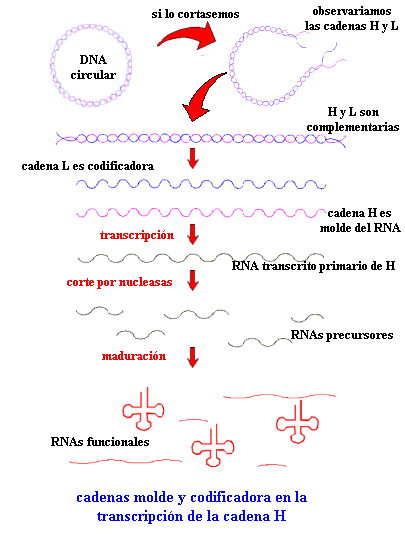 si lo cortasemos
observariamos
las cadenas H y L
DNA
circular
H y L son
complementarias
cadena L es codificadora
cadena H es
molde del RNA
transcripción
RNA transcrito primario de H
corte por nucleasas
RNAs precursores
maduración
RNAs funcionales
cadenas molde y codificadora en la
transcripción de la cadena H